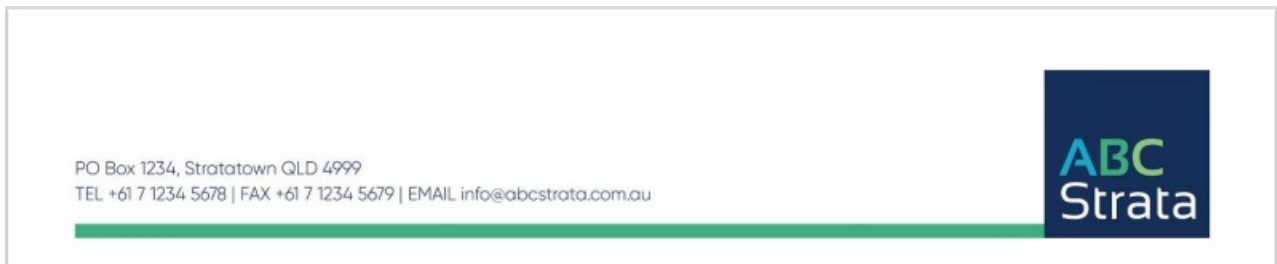 PO Box 1234, Stratatown QLD 4999
TEL +61 7 1234 5678 | FAX +61 7 1234 5679 | EMAIL info@abcstrata.com.au
ABC
Strata